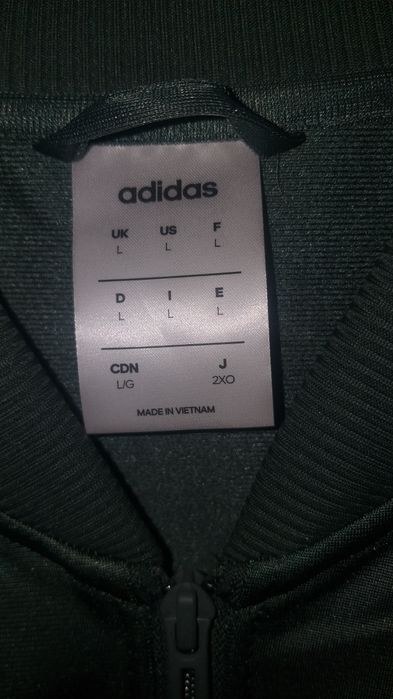 adidas
UK US F
L L L
D I E
L L L
CDN J
L/G 2XO
MADE IN VIETNAM